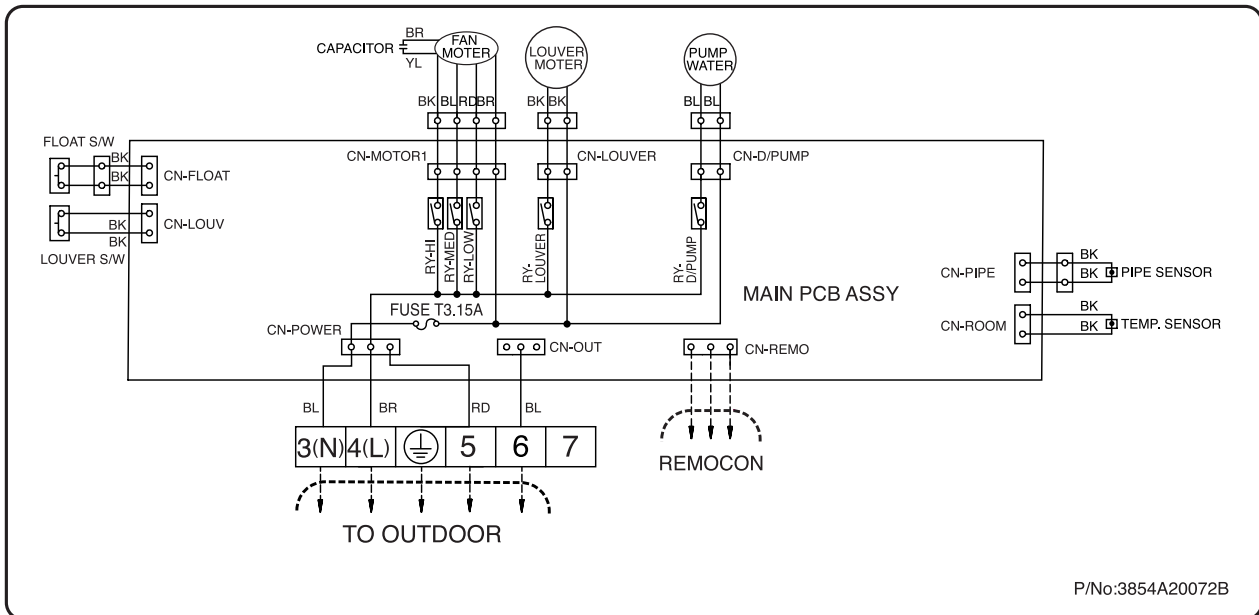 BR
CAPACITOR
YL
FAN
MOTER
LOUVER
MOTER
PUMP
WATER
BK BL RD BR
BK BK
BL BL
FLOAT S/W
BK
BK
CN-FLOAT
CN-MOTOR1
CN-LOUVER
CN-D/PUMP
BK
BK
CN-LOUV
LOUVER S/W
RY-HI
RY-MED
RY-LOW
RY-
LOUVER
RY-
D/PUMP
MAIN PCB ASSY
CN-PIPE
BK
BK
PIPE SENSOR
CN-ROOM
BK
BK
TEMP. SENSOR
FUSE T3.15A
CN-POWER
CN-OUT
CN-REMO
BL BR RD BL
3(N) 4(L) 5 6 7
REMOCON
TO OUTDOOR
P/No:3854A20072B